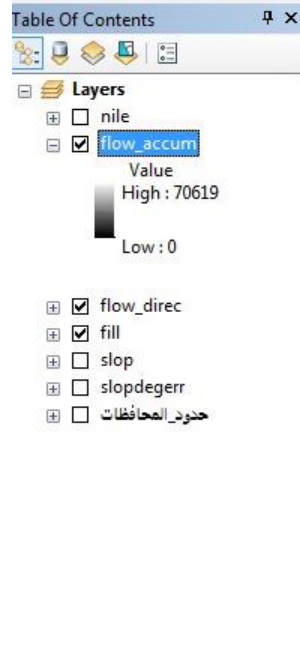 Table Of Contents
Layers
nile
flow_accum
Value
High : 70619
Low : 0
flow_direc
fill
slop
slopdegerr
حدود_المحافظات